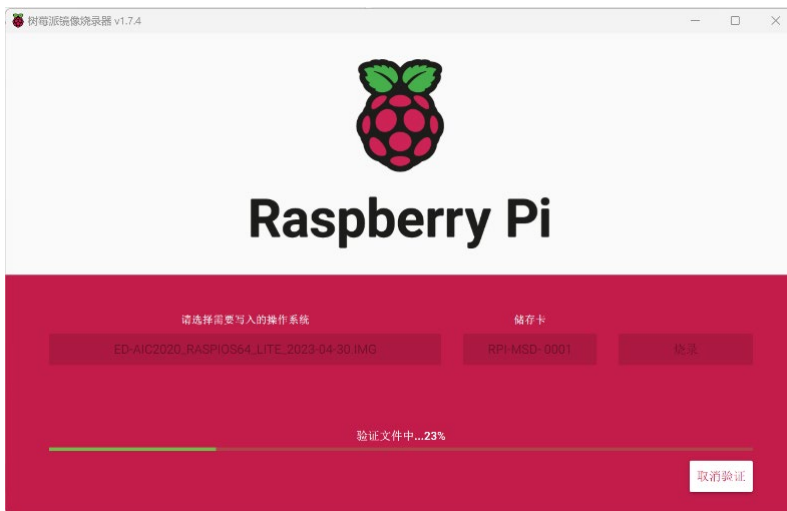 树莓派镜像烧录器 v1.7.4
Raspberry Pi
请选择需要写入的操作系统
储存卡
ED-AIC2020_RASPIOS64_LITE_2023-04-30.IMG
RPI-MSD- 0001
烧录
验证文件中...23%
取消验证